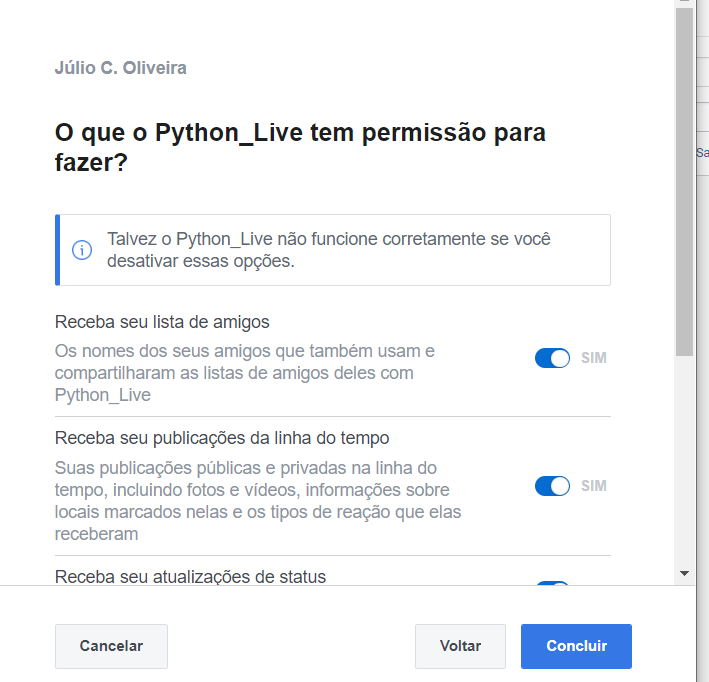 Júlio C. Oliveira
O que o Python_Live tem permissão para
fazer?
Talvez o Python_Live não funcione corretamente se você
desativar essas opções.
Receba seu lista de amigos
Os nomes dos seus amigos que também usam e
compartilharam as listas de amigos deles com
Python_Live
SIM
Receba seu publicações da linha do tempo
Suas publicações públicas e privadas na linha do
tempo, incluindo fotos e vídeos, informações sobre
locais marcados nelas e os tipos de reação que elas
receberam
SIM
Receba seu atualizações de status
Cancelar
Voltar
Concluir